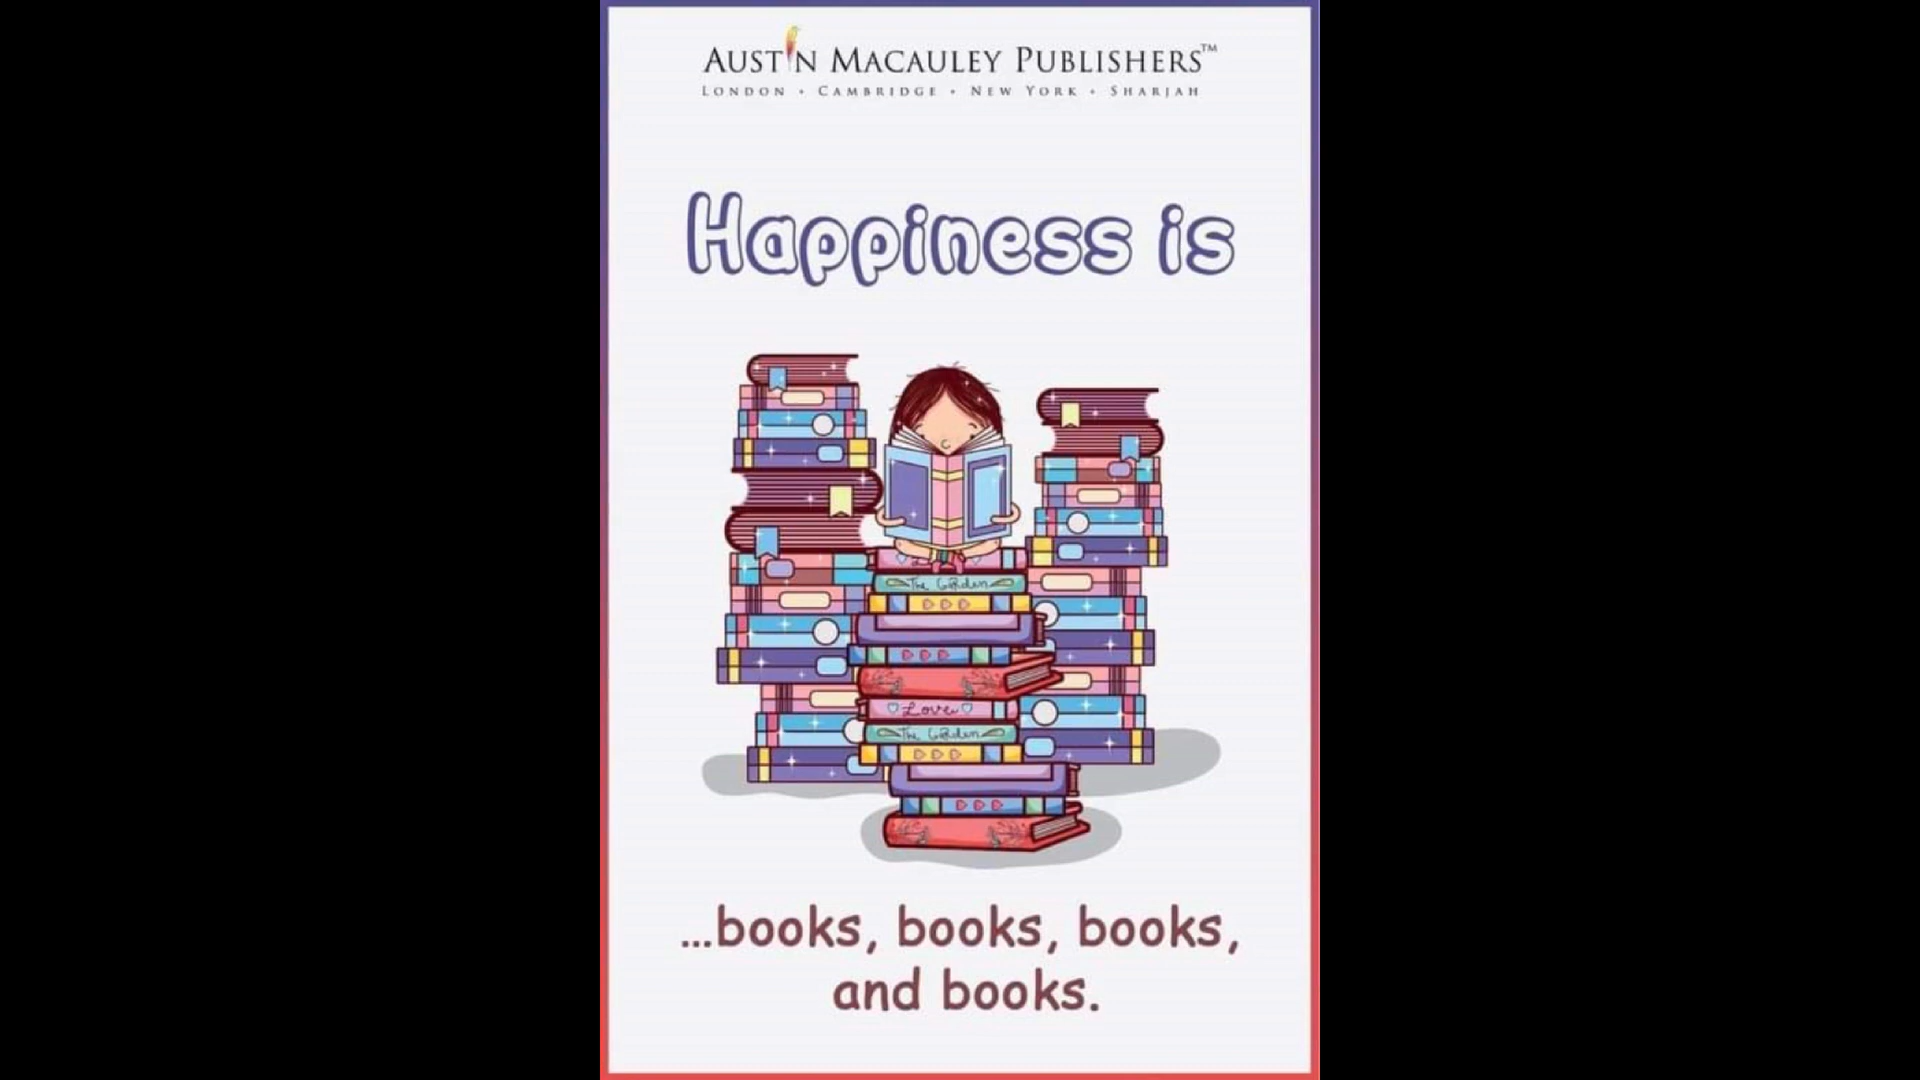 AUSTIN MACAULEY PUBLISHERS™
LONDON • CAMBRIDGE • NEW YORK • SHARJAH
Happiness is
The Garden
Love
The Garden
...books, books, books,
and books.